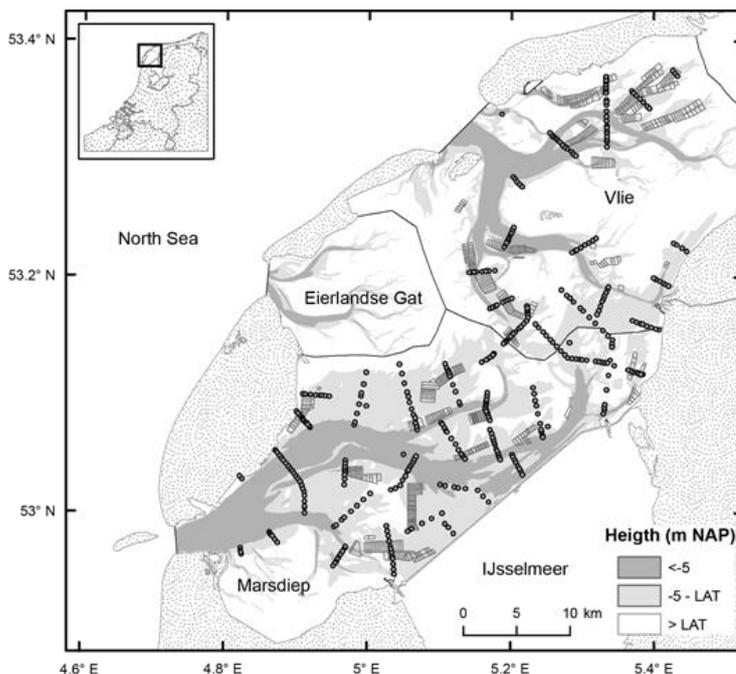 53.4° N
North Sea
Vlie
53.2° N
Eierlandse Gat
53° N
Heigth (m NAP)
<-5
-5 - LAT
> LAT
Marsdiep
IJsselmeer
0 5 10 km
4.6° E 4.8° E 5° E 5.2° E 5.4° E